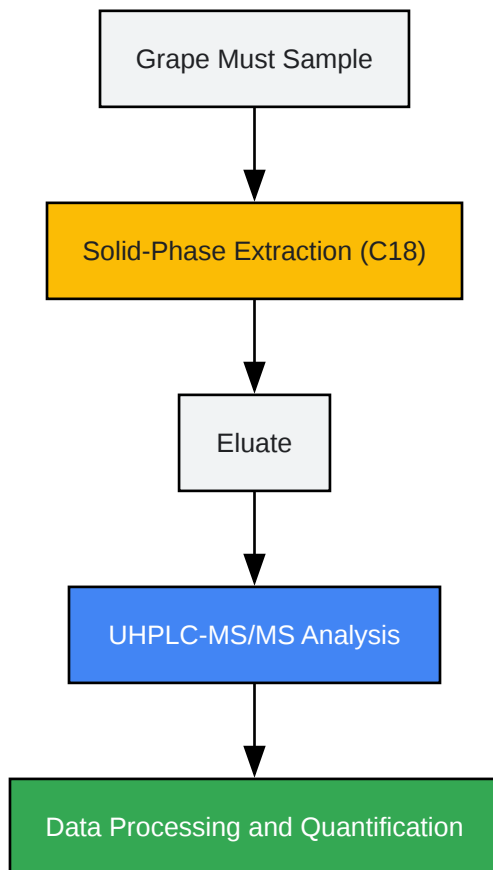 Grape Must Sample
Solid-Phase Extraction (C18)
Eluate
UHPLC-MS/MS Analysis
Data Processing and Quantification